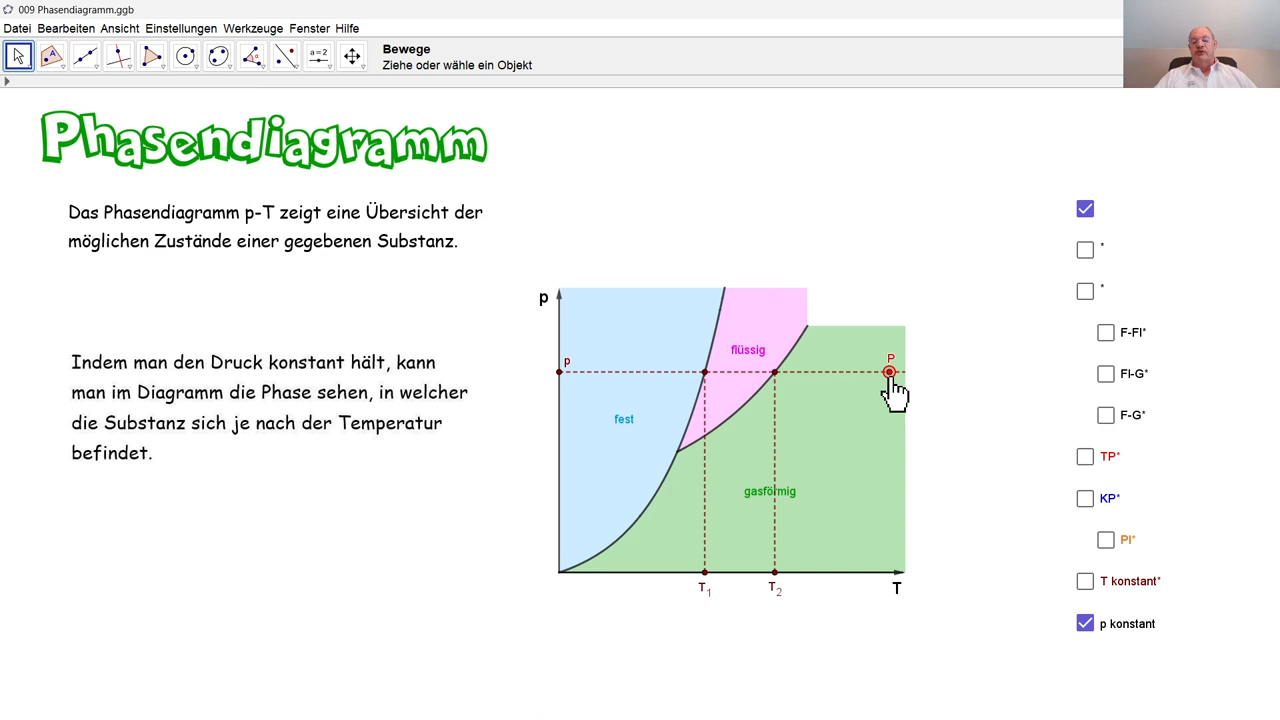 009 Phasendiagramm.ggb
Datei Bearbeiten Ansicht Einstellungen Werkzeuge Fenster Hilfe
A
α
a = 2
Bewege
Ziehe oder wähle ein Objekt
Phasendiagramm
Das Phasendiagramm p-T zeigt eine Übersicht der
möglichen Zustände einer gegebenen Substanz.
Indem man den Druck konstant hält, kann
man im Diagramm die Phase sehen, in welcher
die Substanz sich je nach der Temperatur
befindet.
p
p
P
flüssig
fest
gasförmig
T1
T2
T
*
*
F-Fl*
Fl-G*
F-G*
TP*
KP*
Pl*
T konstant*
p konstant